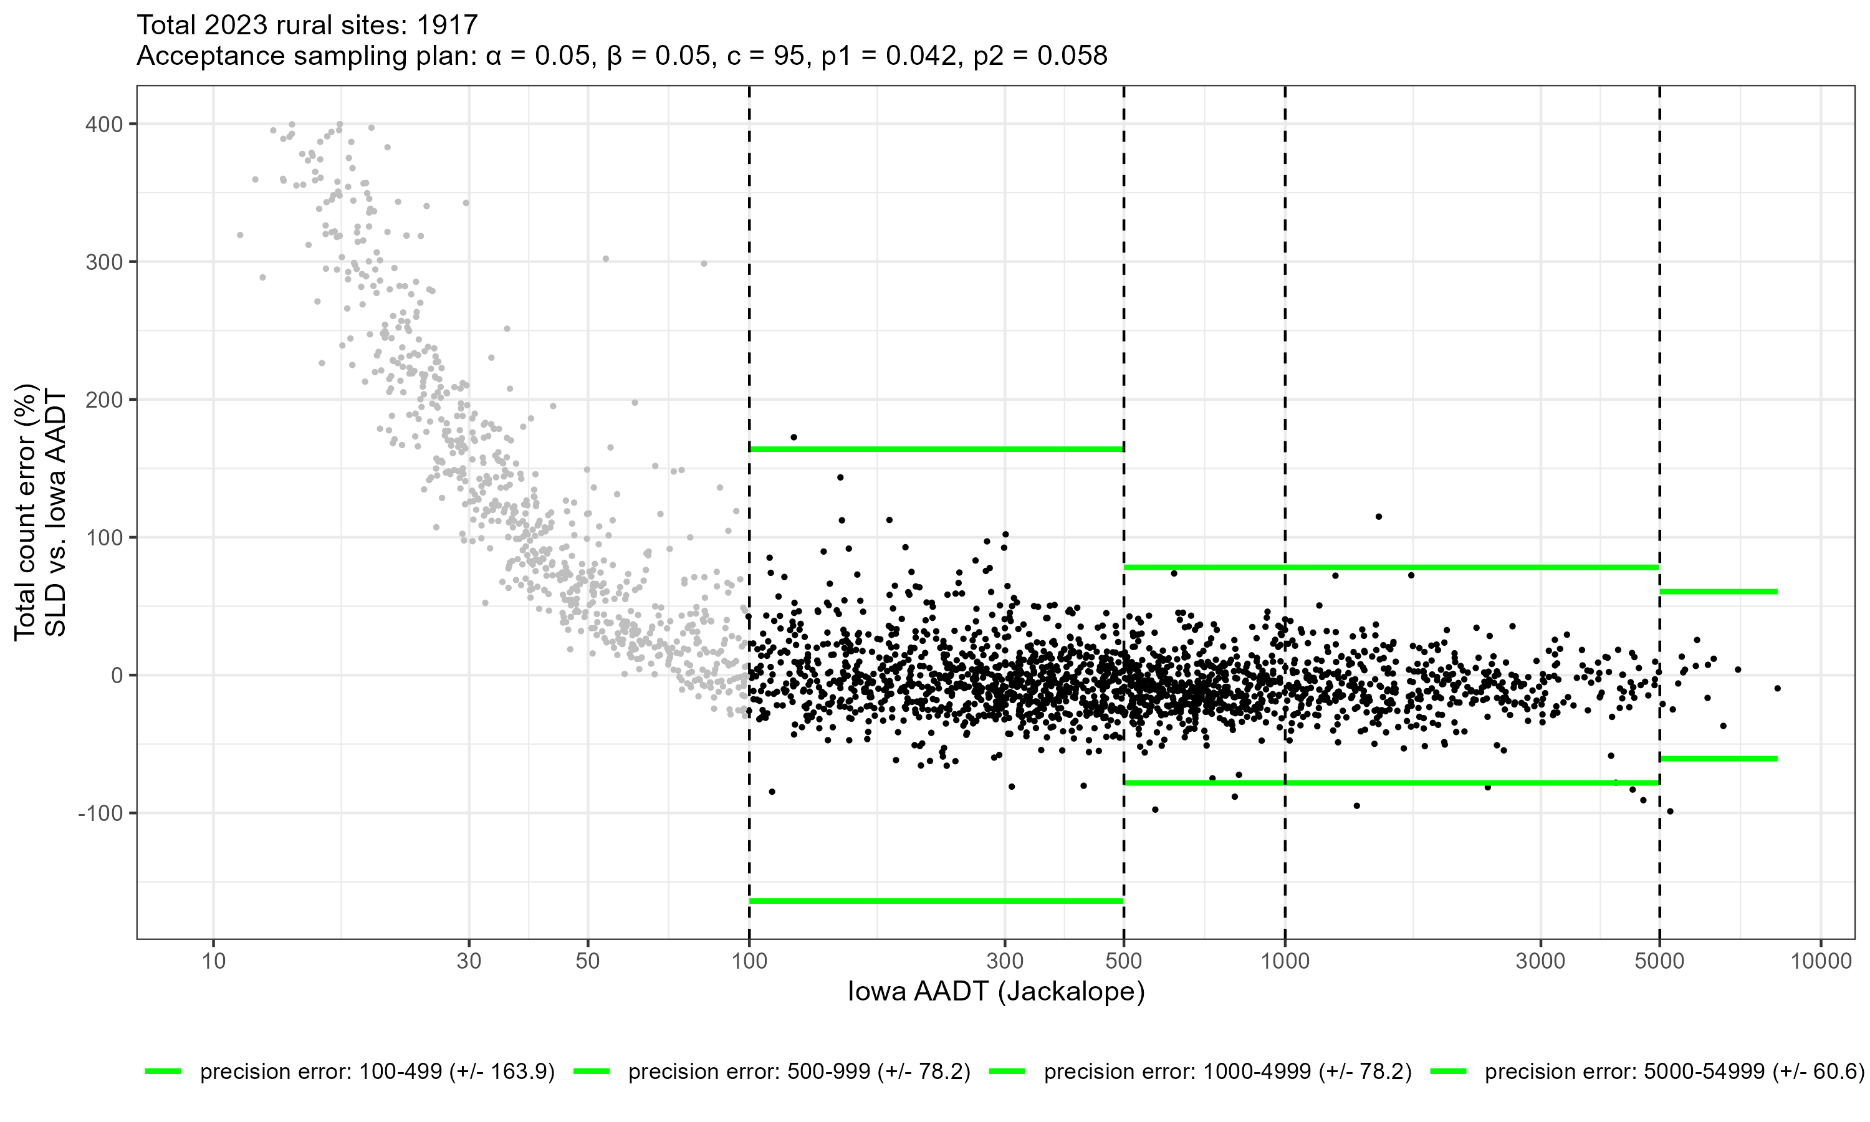 Total 2023 rural sites: 1917
Acceptance sampling plan: α = 0.05, β = 0.05, c = 95, p1 = 0.042, p2 = 0.058
Total count error (%)
SLD vs. Iowa AADT
400
300
200
100
0
-100
10 30 50 100 300 500 1000 3000 5000 10000
Iowa AADT (Jackalope)
precision error: 100-499 (+/- 163.9) precision error: 500-999 (+/- 78.2) precision error: 1000-4999 (+/- 78.2) precision error: 5000-54999 (+/- 60.6)